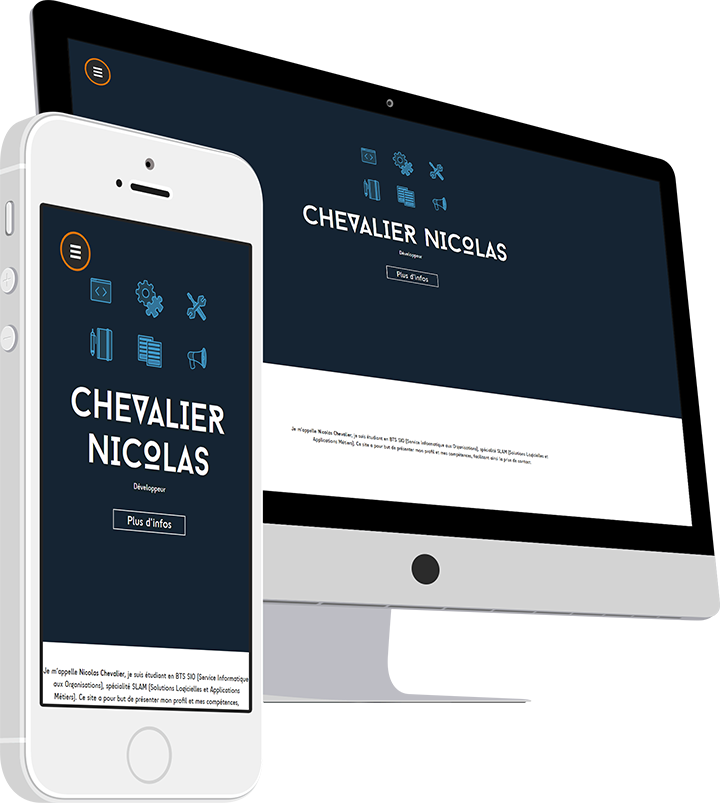 CHEVALIER NICOLAS
Développeur
Plus d'infos
Je m'appelle Nicolas Chevalier, je suis étudiant en BTS SIO (Service Informatique aux Organisations), spécialité SLAM (Solutions Logicielles et
Applications Métiers). Ce site a pour but de présenter mon profil et mes compétences, facilitant ainsi la prise de contact.
CHEVALIER
NICOLAS
Développeur
Plus d'infos
Je m'appelle Nicolas Chevalier, je suis étudiant en BTS SIO (Service Informatique
aux Organisations), spécialité SLAM (Solutions Logicielles et Applications
Métiers). Ce site a pour but de présenter mon profil et mes compétences,